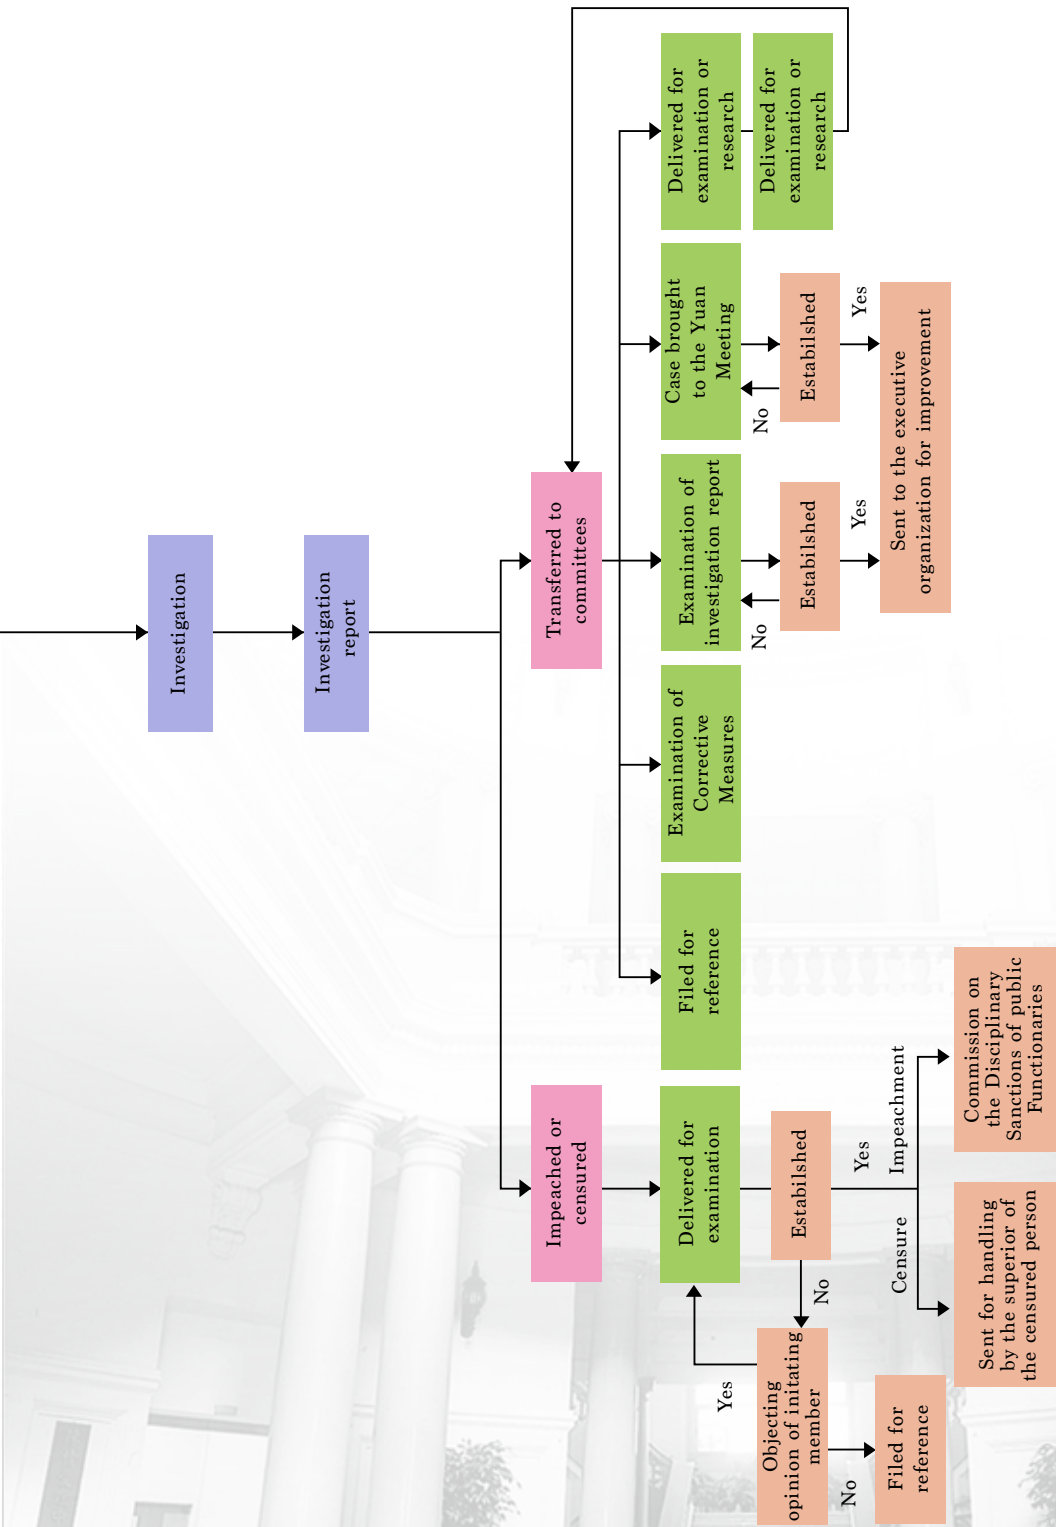 Investigation
Investigation
report
Impeached or
censured
Transferred to
committees
Delivered for
examination
Filed for
reference
Examination of
Corrective
Measures
Examination of
investigation report
Case brought
to the Yuan
Meeting
Delivered for
examination or
research
Delivered for
examination or
research
Yes
Objecting
opinion of initating
member
No
Estabilshed
No
Estabilshed
No
Estabilshed
No
Filed for
reference
Censure
Yes
Impeachment
Yes
Yes
Sent for handling
by the superior of
the censured person
Commission on
the Disciplinary
Sanctions of public
Functionaries
Sent to the executive
organization for improvement